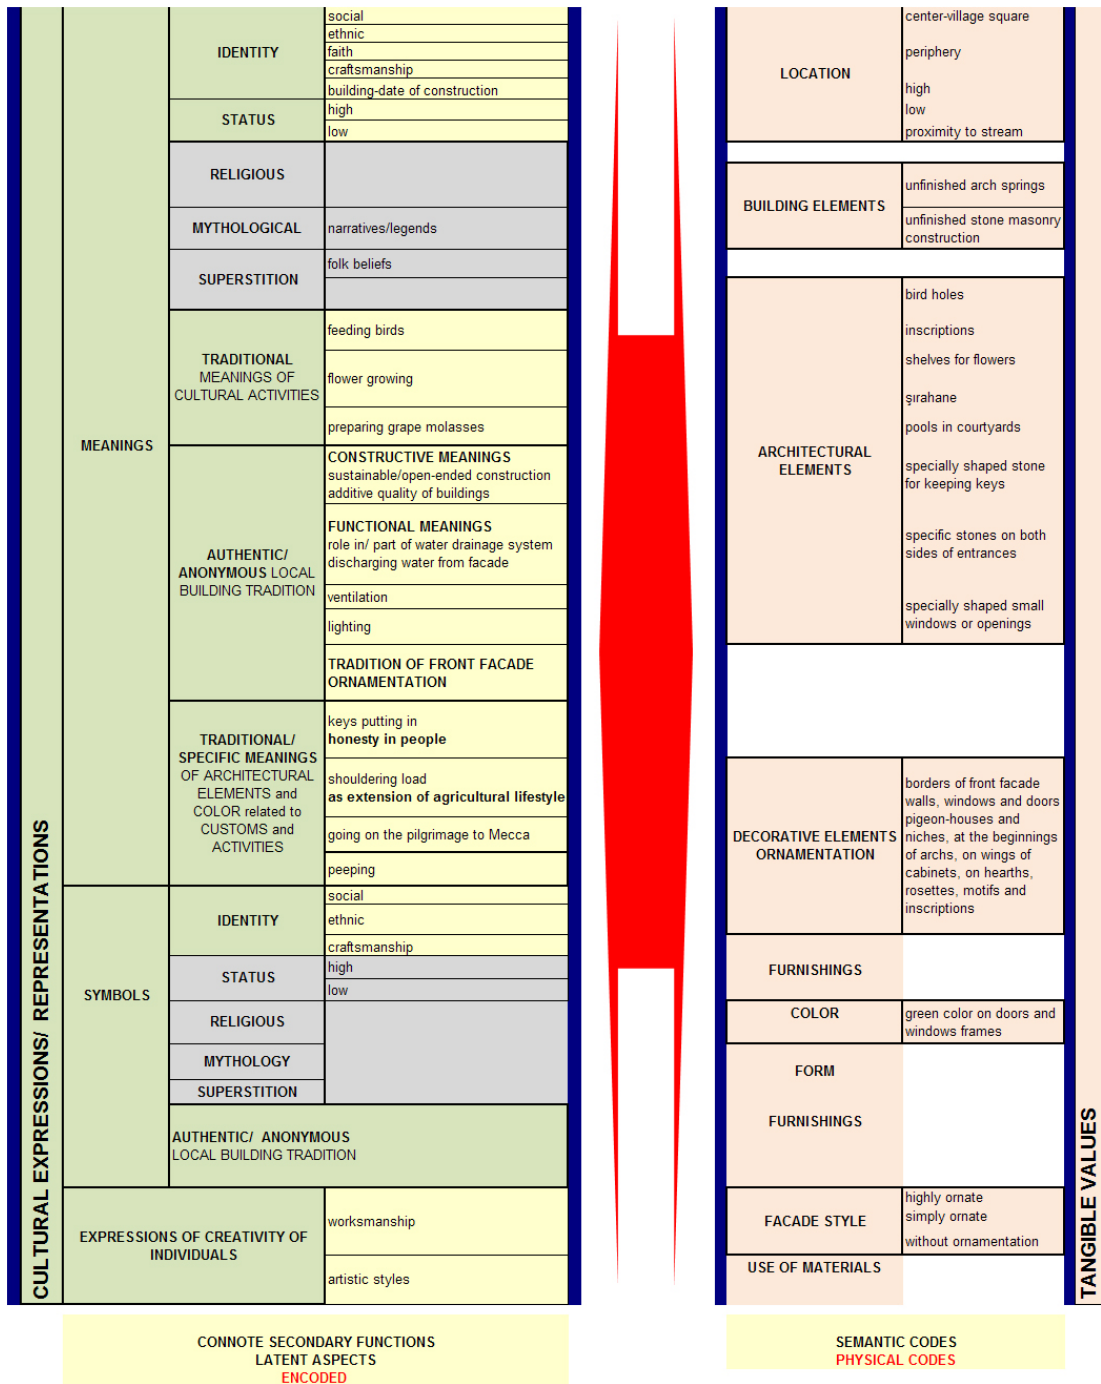 CULTURAL EXPRESSIONS/ REPRESENTATIONS
MEANINGS
IDENTITY
social
ethnic
faith
craftsmanship
building-date of construction
STATUS
high
low
RELIGIOUS
MYTHOLOGICAL
narratives/legends
SUPERSTITION
folk beliefs
TRADITIONAL
MEANINGS OF
CULTURAL ACTIVITIES
feeding birds
flower growing
preparing grape molasses
AUTHENTIC/
ANONYMOUS LOCAL
BUILDING TRADITION
CONSTRUCTIVE MEANINGS
sustainable/open-ended construction
additive quality of buildings
FUNCTIONAL MEANINGS
role in/ part of water drainage system
discharging water from facade
ventilation
lighting
TRADITION OF FRONT FACADE
ORNAMENTATION
TRADITIONAL/
SPECIFIC MEANINGS
OF ARCHITECTURAL
ELEMENTS and
COLOR related to
CUSTOMS and
ACTIVITIES
keys putting in
honesty in people
shouldering load
as extension of agricultural lifestyle
going on the pilgrimage to Mecca
peeping
SYMBOLS
IDENTITY
social
ethnic
craftsmanship
STATUS
high
low
RELIGIOUS
MYTHOLOGY
SUPERSTITION
AUTHENTIC/ ANONYMOUS
LOCAL BUILDING TRADITION
EXPRESSIONS OF CREATIVITY OF
INDIVIDUALS
worksmanship
artistic styles
CONNOTE SECONDARY FUNCTIONS
LATENT ASPECTS
ENCODED
LOCATION
center-village square
periphery
high
low
proximity to stream
BUILDING ELEMENTS
unfinished arch springs
unfinished stone masonry
construction
ARCHITECTURAL
ELEMENTS
bird holes
inscriptions
shelves for flowers
şırahane
pools in courtyards
specially shaped stone
for keeping keys
specific stones on both
sides of entrances
specially shaped small
windows or openings
DECORATIVE ELEMENTS
ORNAMENTATION
borders of front facade
walls, windows and doors
pigeon-houses and
niches, at the beginnings
of archs, on wings of
cabinets, on hearths,
rosettes, motifs and
inscriptions
FURNISHINGS
COLOR
green color on doors and
windows frames
FORM
FURNISHINGS
FACADE STYLE
highly ornate
simply ornate
without ornamentation
USE OF MATERIALS
TANGIBLE VALUES
SEMANTIC CODES
PHYSICAL CODES